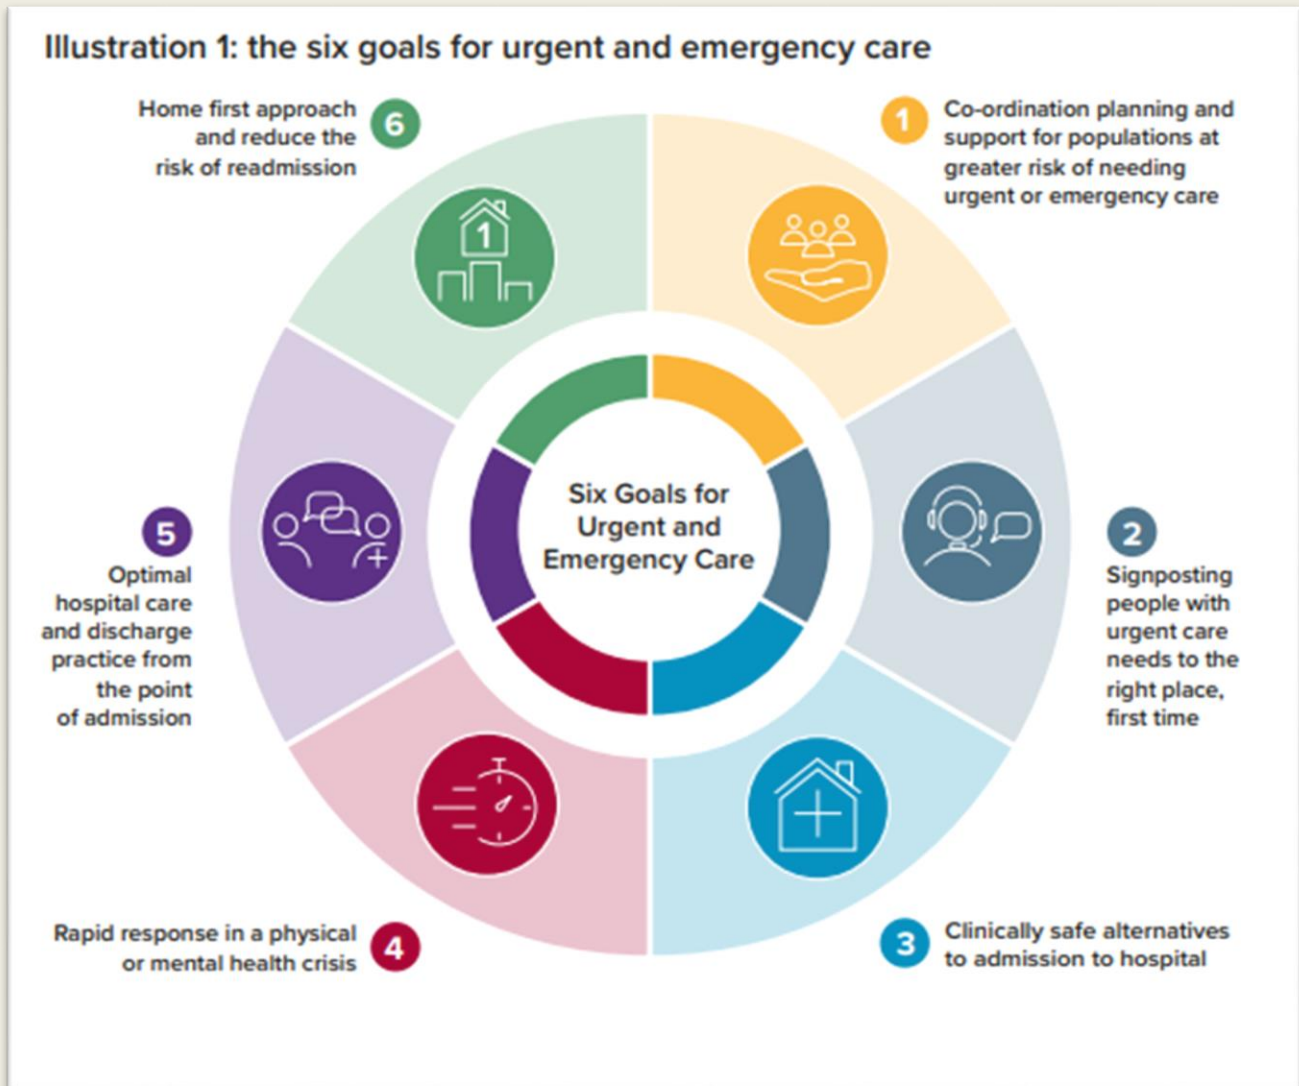 Illustration 1: the six goals for urgent and emergency care
1
Co-ordination planning and
support for populations at
greater risk of needing
urgent or emergency care
2
Signposting
people with
urgent care
needs to the
right place,
first time
3
Clinically safe alternatives
to admission to hospital
4
Rapid response in a physical
or mental health crisis
5
Optimal
hospital care
and discharge
practice from
the point
of admission
6
Home first approach
and reduce the
risk of readmission
1
Six Goals for
Urgent and
Emergency Care